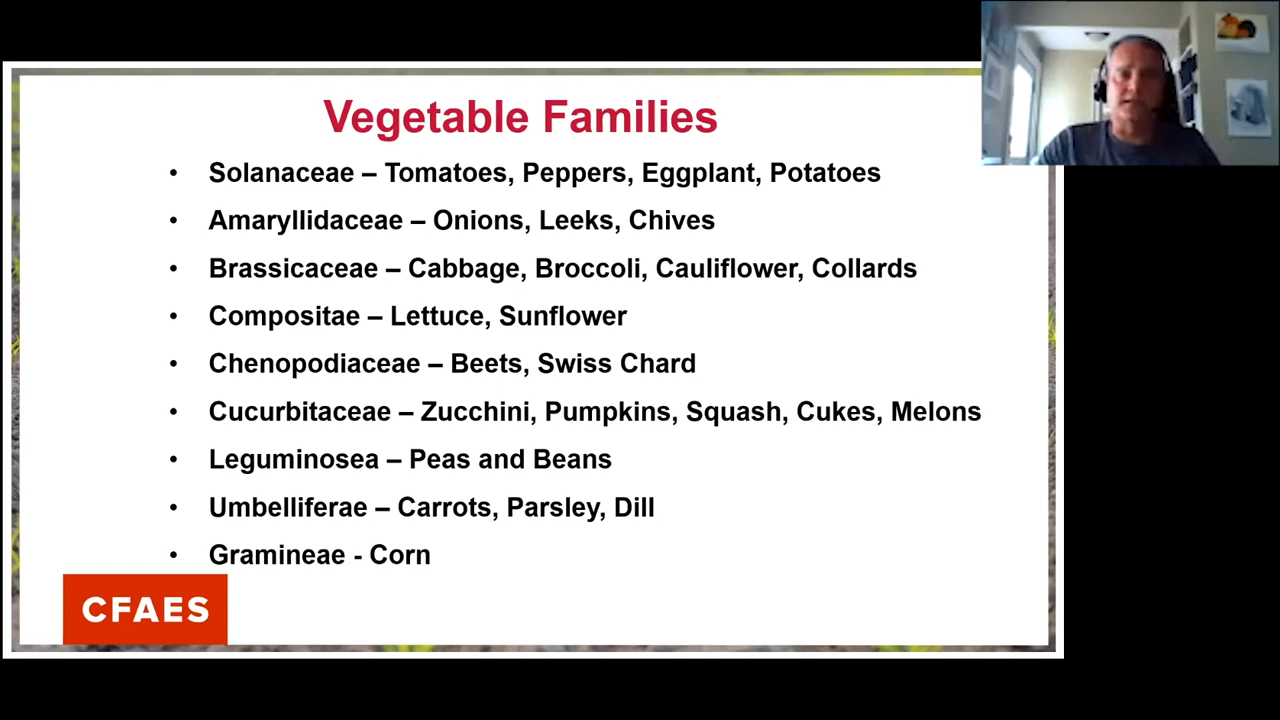 Vegetable Families
• Solanaceae – Tomatoes, Peppers, Eggplant, Potatoes
• Amaryllidaceae – Onions, Leeks, Chives
• Brassicaceae – Cabbage, Broccoli, Cauliflower, Collards
• Compositae – Lettuce, Sunflower
• Chenopodiaceae – Beets, Swiss Chard
• Cucurbitaceae – Zucchini, Pumpkins, Squash, Cukes, Melons
• Leguminosea – Peas and Beans
• Umbelliferae – Carrots, Parsley, Dill
• Gramineae - Corn
CFAES